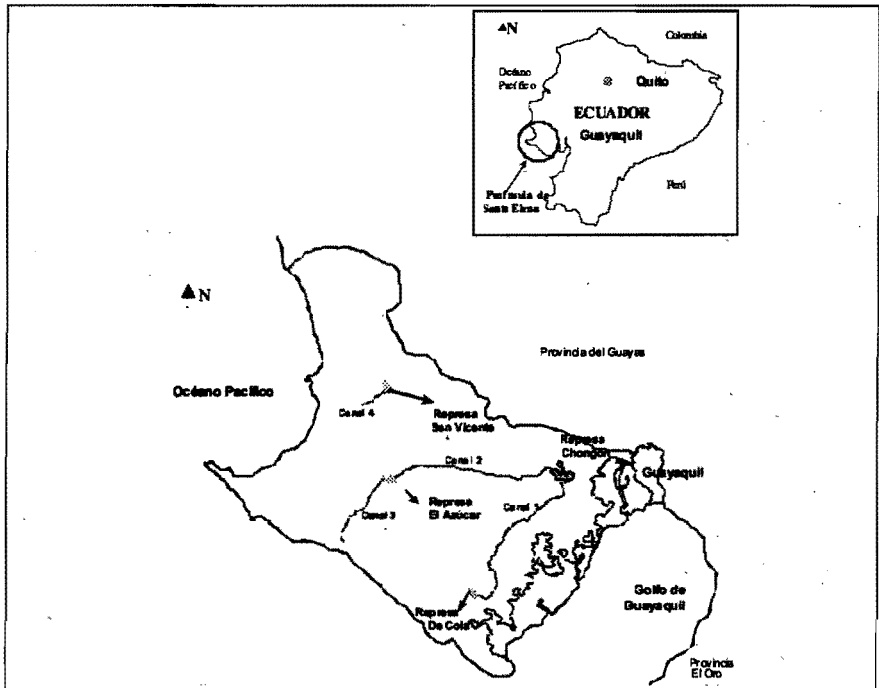 N
Colombia
Océano
Pacífico
Quito
ECUADOR
Guayaquil
Perú
Península de
Santa Elena
N
Provincia del Guayas
Océano Pacífico
Canal 4
Represa
San Vicente
Represa
Chongón
Canal 2
Guayaquil
Represa
El Azúcar
Canal 1
Canal 3
Golfo de
Guayaquil
Represa
De Cola
Provincia
El Oro